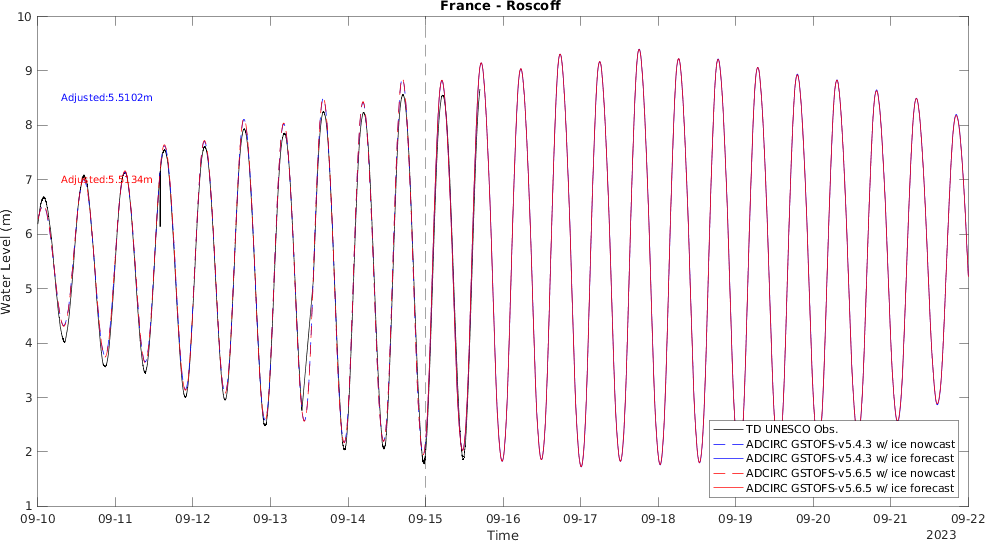 France - Roscoff
Water Level (m)
10
9
8
7
6
5
4
3
2
1
Adjusted:5.5102m
Adjusted:5.5134m
TD UNESCO Obs.
ADCIRC GSTOFS-v5.4.3 w/ ice nowcast
ADCIRC GSTOFS-v5.4.3 w/ ice forecast
ADCIRC GSTOFS-v5.6.5 w/ ice nowcast
ADCIRC GSTOFS-v5.6.5 w/ ice forecast
09-10 09-11 09-12 09-13 09-14 09-15 09-16 09-17 09-18 09-19 09-20 09-21 09-22
Time
2023